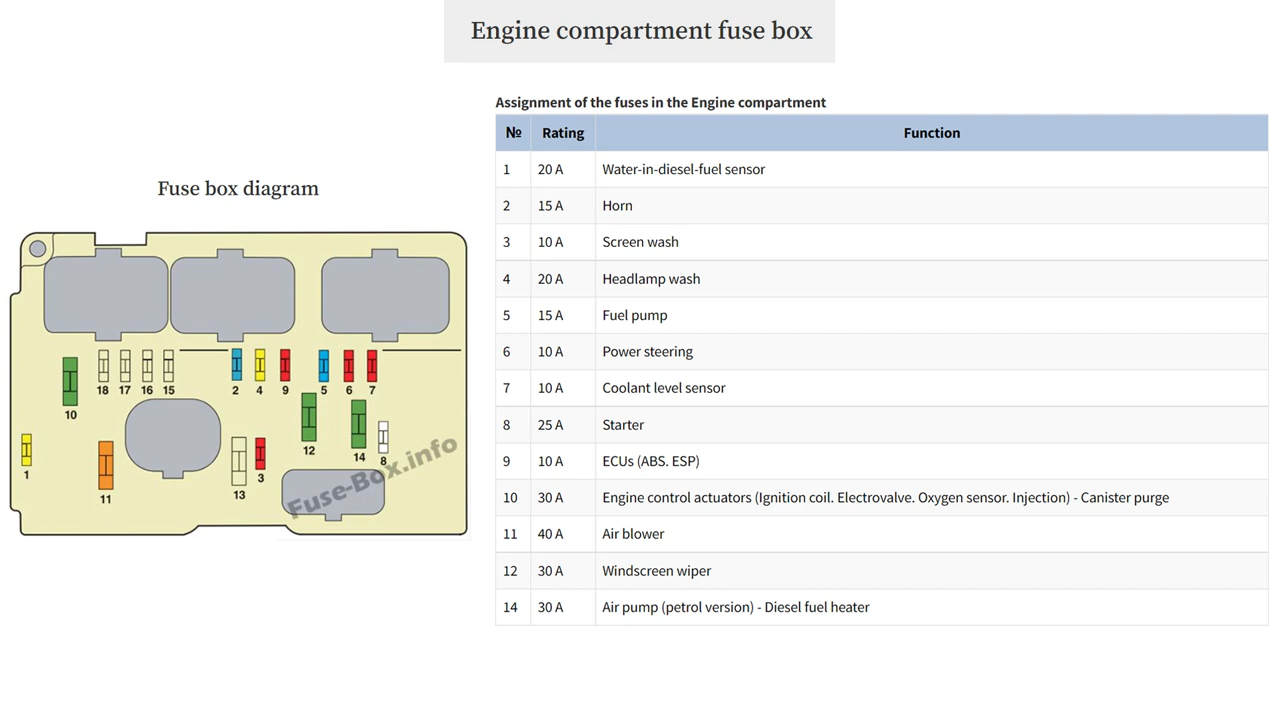 Engine compartment fuse box
Fuse box diagram
18 17 16 15 2 4 9 5 6 7
10
12 14 8
1 3
11 13
Fuse-Box.info
Assignment of the fuses in the Engine compartment
№ Rating Function
1 20 A Water-in-diesel-fuel sensor
2 15 A Horn
3 10 A Screen wash
4 20 A Headlamp wash
5 15 A Fuel pump
6 10 A Power steering
7 10 A Coolant level sensor
8 25 A Starter
9 10 A ECUs (ABS. ESP)
10 30 A Engine control actuators (Ignition coil. Electrovalve. Oxygen sensor. Injection) - Canister purge
11 40 A Air blower
12 30 A Windscreen wiper
14 30 A Air pump (petrol version) - Diesel fuel heater